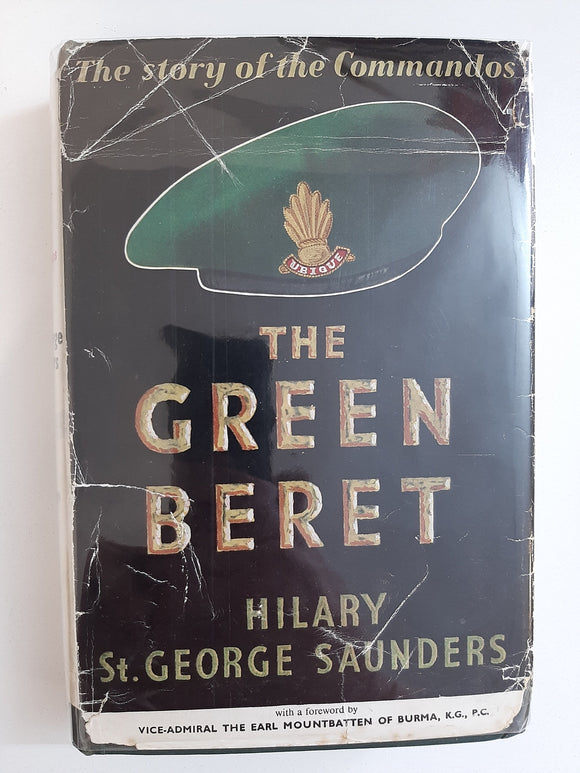 The story of the Commandos
UBIQUE
THE
GREEN
BERET
HILARY
St. GEORGE SAUNDERS
with a foreword by
VICE-ADMIRAL THE EARL MOUNTBATTEN OF BURMA, K.G., P.C.